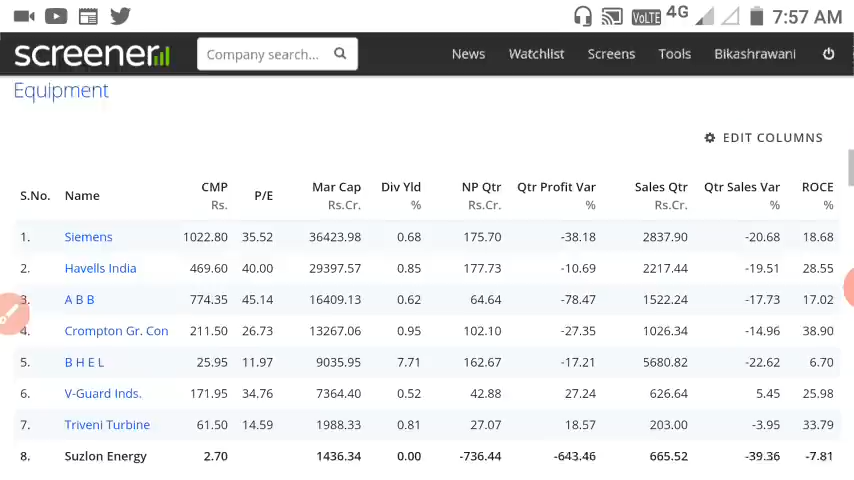 VoLTE 4G 7:57 AM
screener Company search... News Watchlist Screens Tools Bikashrawani
Equipment
EDIT COLUMNS
S.No. Name CMP Rs. P/E Mar Cap Rs.Cr. Div Yld % NP Qtr Rs.Cr. Qtr Profit Var % Sales Qtr Rs.Cr. Qtr Sales Var % ROCE %
1. Siemens 1022.80 35.52 36423.98 0.68 175.70 -38.18 2837.90 -20.68 18.68
2. Havells India 469.60 40.00 29397.57 0.85 177.73 -10.69 2217.44 -19.51 28.55
3. A B B 774.35 45.14 16409.13 0.62 64.64 -78.47 1522.24 -17.73 17.02
4. Crompton Gr. Con 211.50 26.73 13267.06 0.95 102.10 -27.35 1026.34 -14.96 38.90
5. B H E L 25.95 11.97 9035.95 7.71 162.67 -17.21 5680.82 -22.62 6.70
6. V-Guard Inds. 171.95 34.76 7364.40 0.52 42.88 27.24 626.64 5.45 25.98
7. Triveni Turbine 61.50 14.59 1988.33 0.81 27.07 18.57 203.00 -3.95 33.79
8. Suzlon Energy 2.70 1436.34 0.00 -736.44 -643.46 665.52 -39.36 -7.81